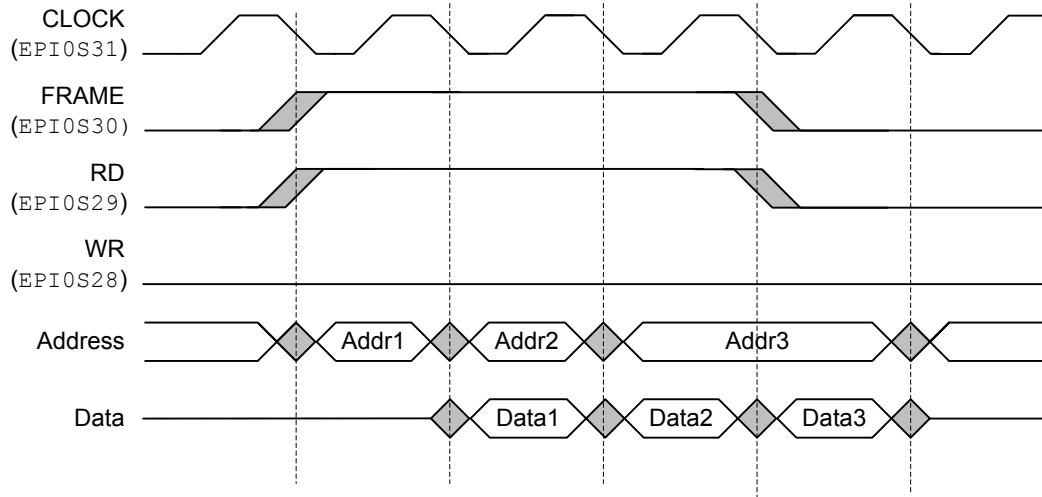 CLOCK
(EPI0S31)
FRAME
(EPI0S30)
RD
(EPI0S29)
WR
(EPI0S28)
Address Addr1 Addr2 Addr3
Data Data1 Data2 Data3